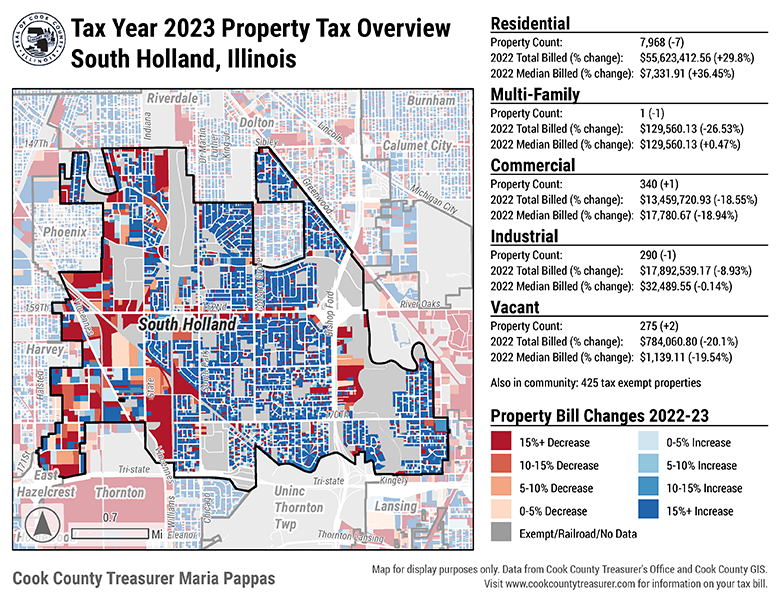 Tax Year 2023 Property Tax Overview
South Holland, Illinois
Residential
Property Count: 7,968 (-7)
2022 Total Billed (% change): $55,623,412.56 (+29.8%)
2022 Median Billed (% change): $7,331.91 (+36.45%)
Multi-Family
Property Count: 1 (-1)
2022 Total Billed (% change): $129,560.13 (-26.53%)
2022 Median Billed (% change): $129,560.13 (+0.47%)
Commercial
Property Count: 340 (+1)
2022 Total Billed (% change): $13,459,720.93 (-18.55%)
2022 Median Billed (% change): $17,780.67 (-18.94%)
Industrial
Property Count: 290 (-1)
2022 Total Billed (% change): $17,892,539.17 (-8.93%)
2022 Median Billed (% change): $32,489.55 (-0.14%)
Vacant
Property Count: 275 (+2)
2022 Total Billed (% change): $784,060.80 (-20.1%)
2022 Median Billed (% change): $1,139.11 (-19.54%)
Also in community: 425 tax exempt properties
Property Bill Changes 2022-23
15%+ Decrease
10-15% Decrease
5-10% Decrease
0-5% Decrease
Exempt/Railroad/No Data
0-5% Increase
5-10% Increase
10-15% Increase
15%+ Increase
Riverdale
Burnham
Indiana
Dolton
Lincoln
147Th
Sibley
Calumet City
Greenwood
Michigan City
Phoenix
159Th
River Oaks
South Holland
Bishop Ford
Harvey
Halsted
State
170Th
171St
East
Hazelcrest
Tri-state
Thornton
Williams
Chicago
Eleanor
Tri-state
Kingery
Uninc
Thornton
Twp
Lansing
Thornton Lansing
0.7
Mi
Cook County Treasurer Maria Pappas
Map for display purposes only. Data from Cook County Treasurer's Office and Cook County GIS.
Visit www.cookcountytreasurer.com for information on your tax bill.